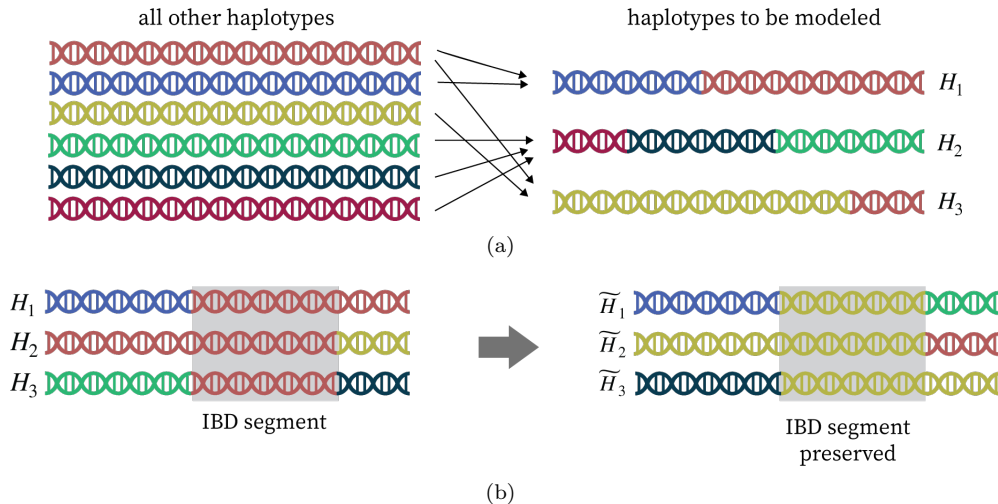 all other haplotypes
haplotypes to be modeled
H₁
H₂
H₃
(a)
H₁
H₂
H₃
IBD segment
H̃₁
H̃₂
H̃₃
IBD segment
preserved
(b)